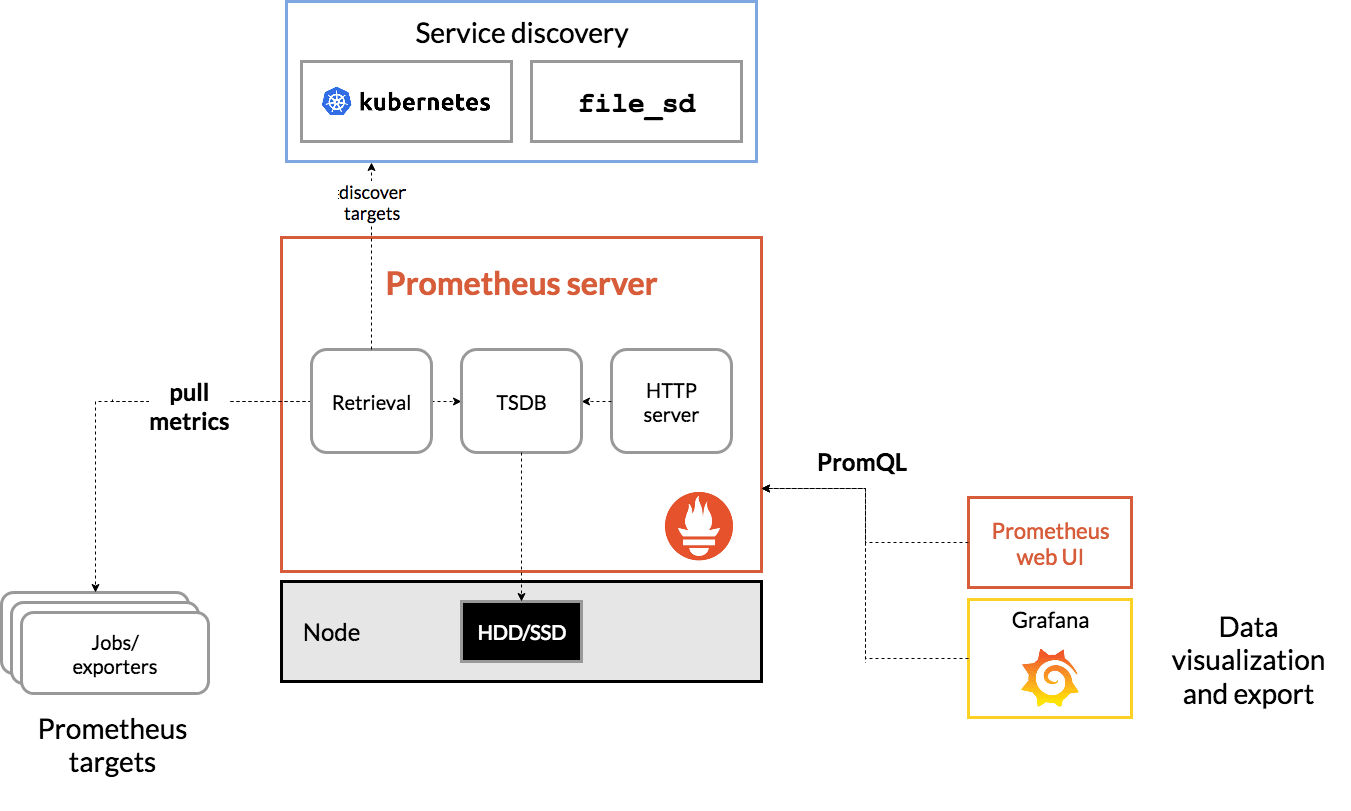 Service discovery
kubernetes
file_sd
discover
targets
Prometheus server
Retrieval
TSDB
HTTP
server
pull
metrics
PromQL
Prometheus
web UI
Grafana
Data
visualization
and export
Node
HDD/SSD
Jobs/
exporters
Prometheus
targets